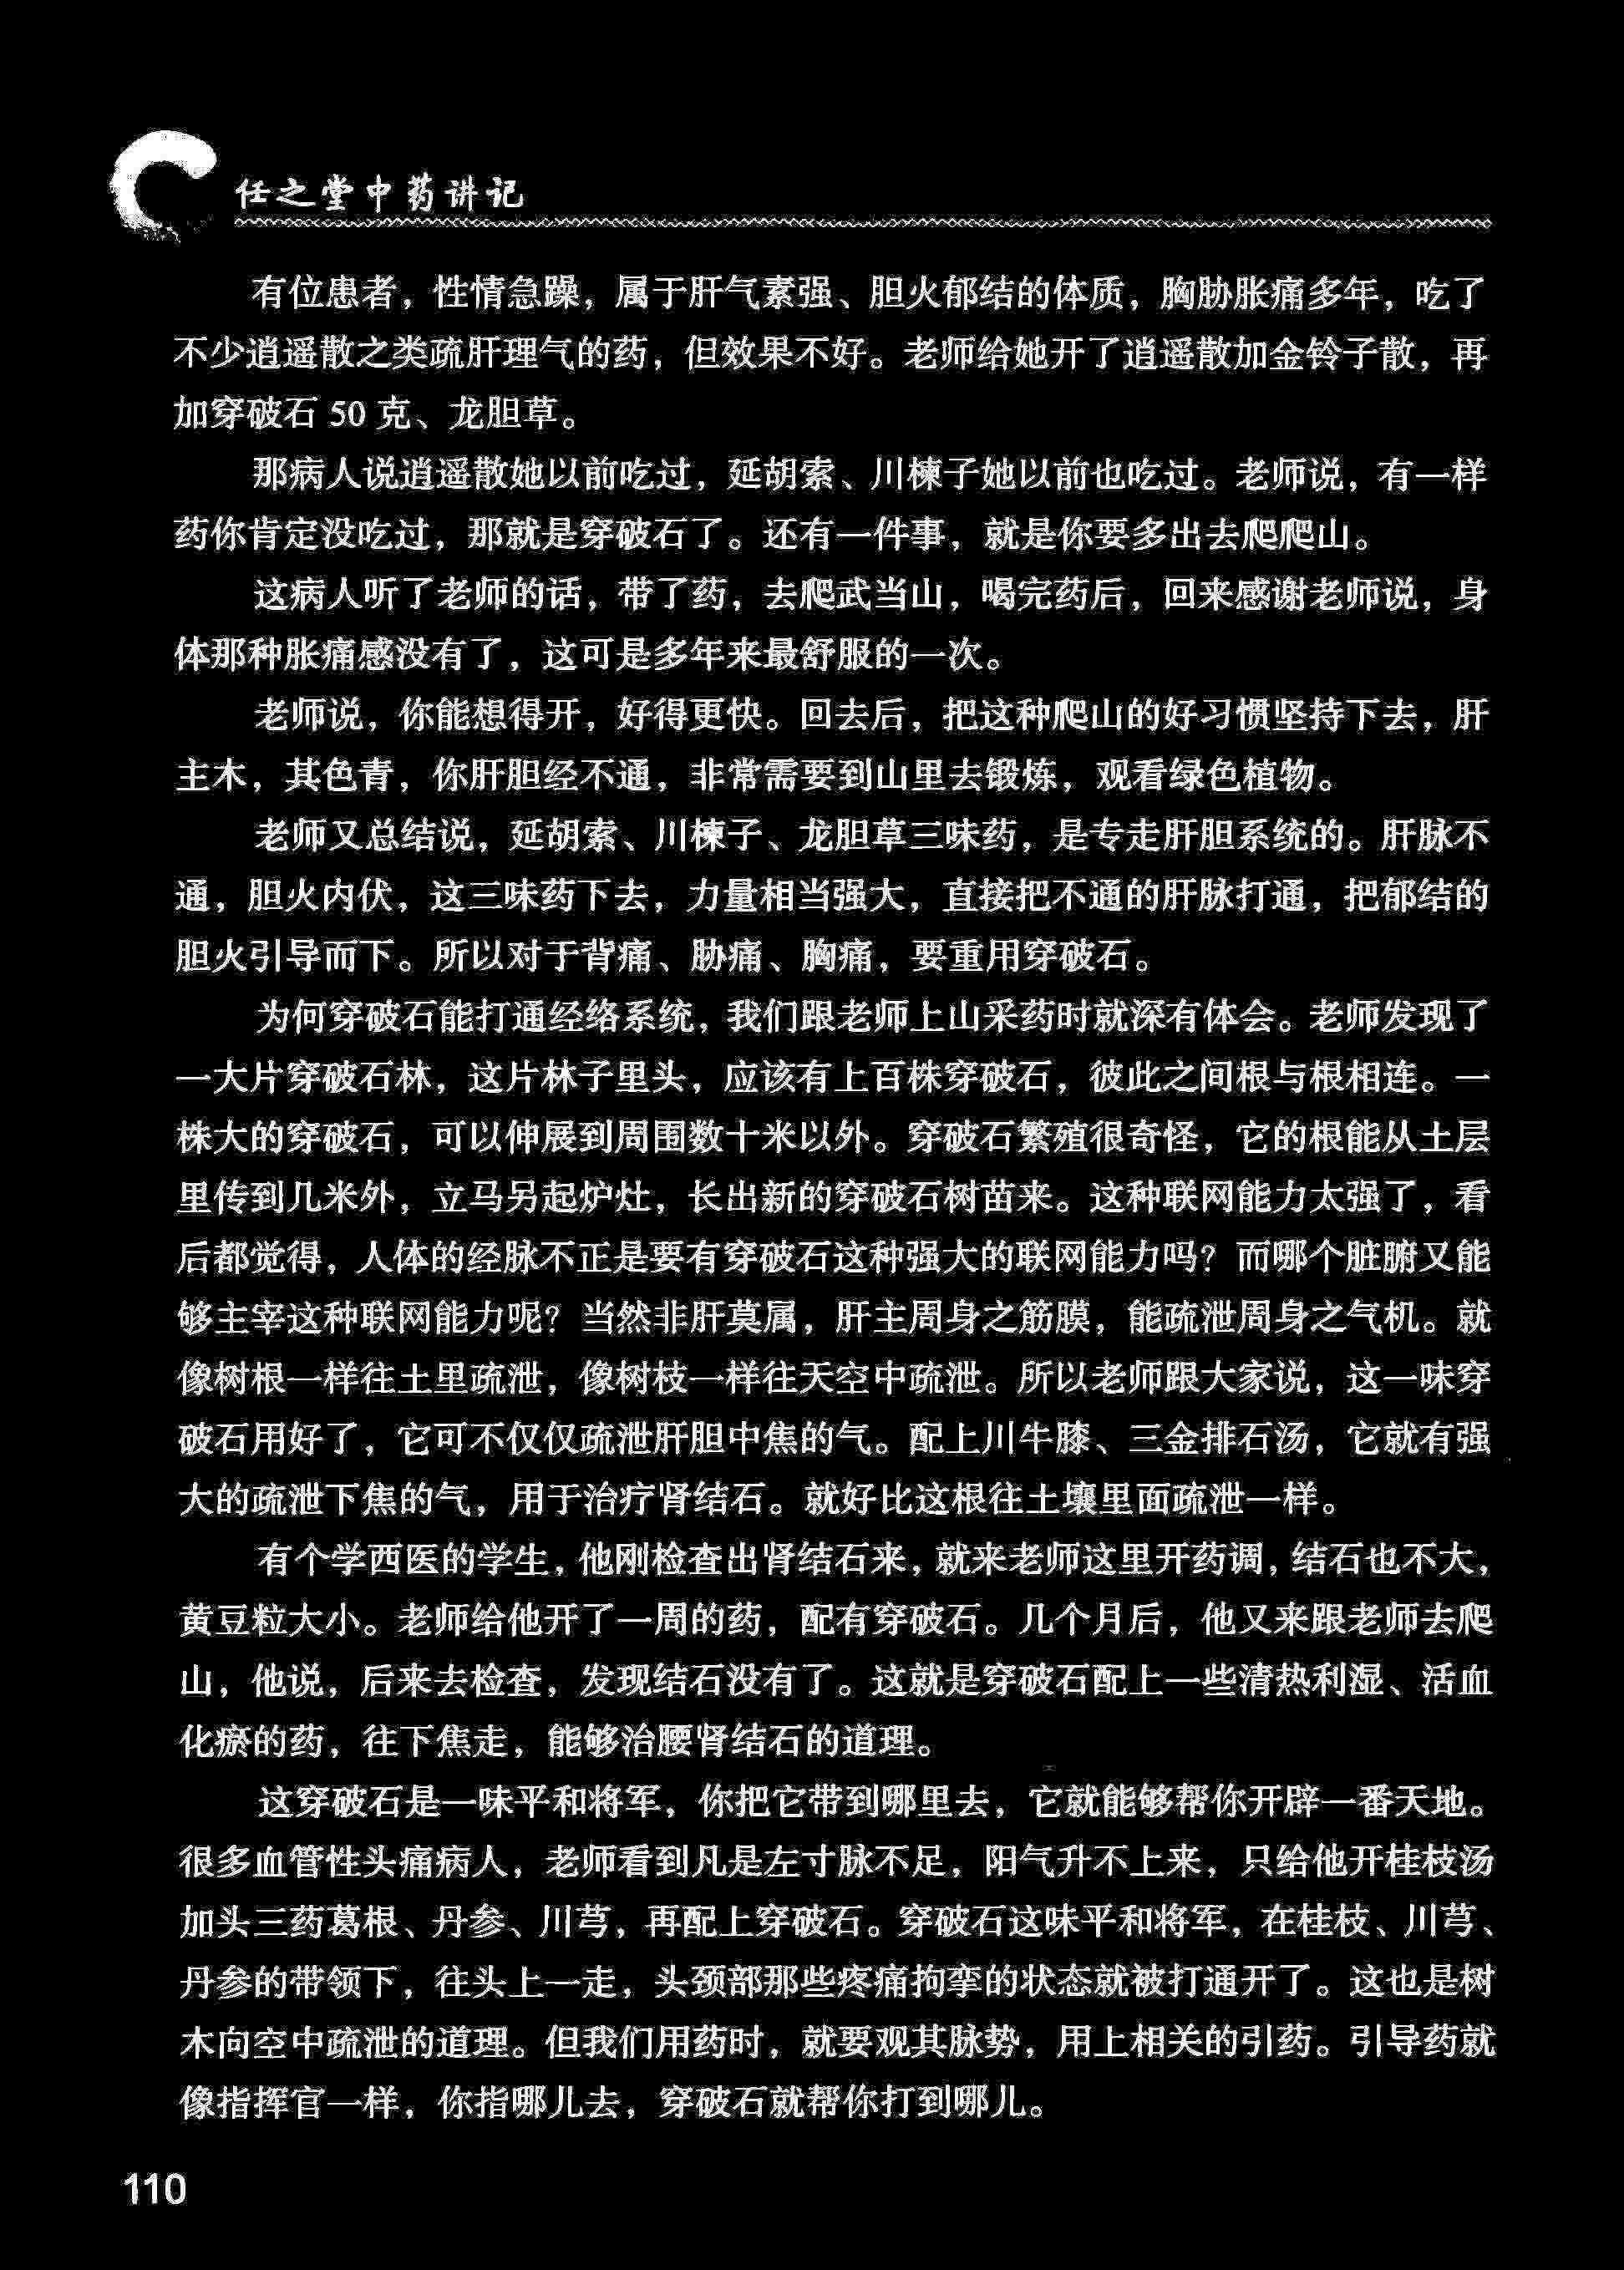 任之堂中药讲记
有位患者，性情急躁，属于肝气素强、胆火郁结的体质，胸胁胀痛多年，吃了
不少逍遥散之类疏肝理气的药，但效果不好。老师给她开了逍遥散加金铃子散，再
加穿破石 50 克、龙胆草。
那病人说逍遥散她以前吃过，延胡索、川楝子她以前也吃过。老师说，有一样
药你肯定没吃过，那就是穿破石了。还有一件事，就是你要多出去爬爬山。
这病人听了老师的话，带了药，去爬武当山，喝完药后，回来感谢老师说，身
体那种胀痛感没有了，这可是多年来最舒服的一次。
老师说，你能想得开，好得更快。回去后，把这种爬山的好习惯坚持下去，肝
主木，其色青，你肝胆经不通，非常需要到山里去锻炼，观看绿色植物。
老师又总结说，延胡索、川楝子、龙胆草三味药，是专走肝胆系统的。肝脉不
通，胆火内伏，这三味药下去，力量相当强大，直接把不通的肝脉打通，把郁结的
胆火引导而下。所以对于背痛、胁痛、胸痛，要重用穿破石。
为何穿破石能打通经络系统，我们跟老师上山采药时就深有体会。老师发现了
一大片穿破石林，这片林子里头，应该有上百株穿破石，彼此之间根与根相连。一
株大的穿破石，可以伸展到周围数十米以外。穿破石繁殖很奇怪，它的根能从土层
里传到几米外，立马另起炉灶，长出新的穿破石树苗来。这种联网能力太强了，看
后都觉得，人体的经脉不正是要有穿破石这种强大的联网能力吗？而哪个脏腑又能
够主宰这种联网能力呢？当然非肝莫属，肝主周身之筋膜，能疏泄周身之气机。就
像树根一样往土里疏泄，像树枝一样往天空中疏泄。所以老师跟大家说，这一味穿
破石用好了，它可不仅仅疏泄肝胆中焦的气。配上川牛膝、三金排石汤，它就有强
大的疏泄下焦的气，用于治疗肾结石。就好比这根往土壤里面疏泄一样。
有个学西医的学生，他刚检查出肾结石来，就来老师这里开药调，结石也不大，
黄豆粒大小。老师给他开了一周的药，配有穿破石。几个月后，他又来跟老师去爬
山，他说，后来去检查，发现结石没有了。这就是穿破石配上一些清热利湿、活血
化瘀的药，往下焦走，能够治腰肾结石的道理。
这穿破石是一味平和将军，你把它带到哪里去，它就能够帮你开辟一番天地。
很多血管性头痛病人，老师看到凡是左寸脉不足，阳气升不上来，只给他开桂枝汤
加头三药葛根、丹参、川芎，再配上穿破石。穿破石这味平和将军，在桂枝、川芎、
丹参的带领下，往头上一走，头颈部那些疼痛拘挛的状态就被打通开了。这也是树
木向空中疏泄的道理。但我们用药时，就要观其脉势，用上相关的引药。引导药就
像指挥官一样，你指哪儿去，穿破石就帮你打到哪儿。
110